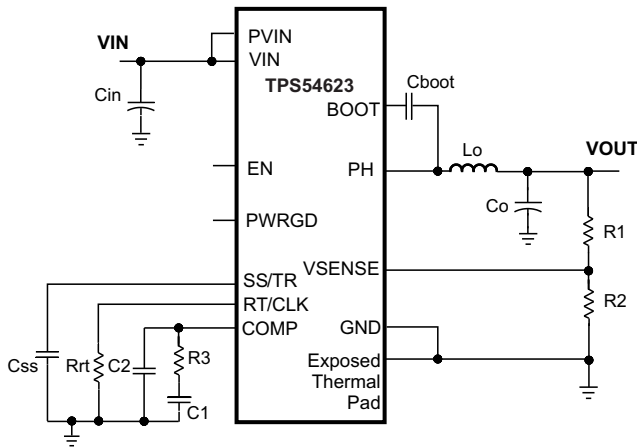 VIN
PVIN
VIN
TPS54623
Cboot
Cin
BOOT
Lo
VOUT
EN
PH
Co
R1
PWRGD
VSENSE
SS/TR
R2
RT/CLK
COMP
GND
Css
Rrt
C2
R3
C1
Exposed
Thermal
Pad